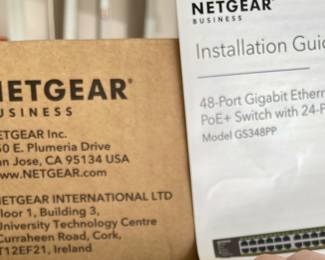 NETGEAR®
BUSINESS
NETGEAR Inc.
E. Plumeria Drive
San Jose, CA 95134 USA
www.NETGEAR.com
NETGEAR INTERNATIONAL LTD
Floor 1, Building 3,
University Technology Centre
Curraheen Road, Cork,
T12EF21, Ireland
NETGEAR®
BUSINESS
Installation Guid
48-Port Gigabit Ethern
PoE+ Switch with 24-P
Model GS348PP